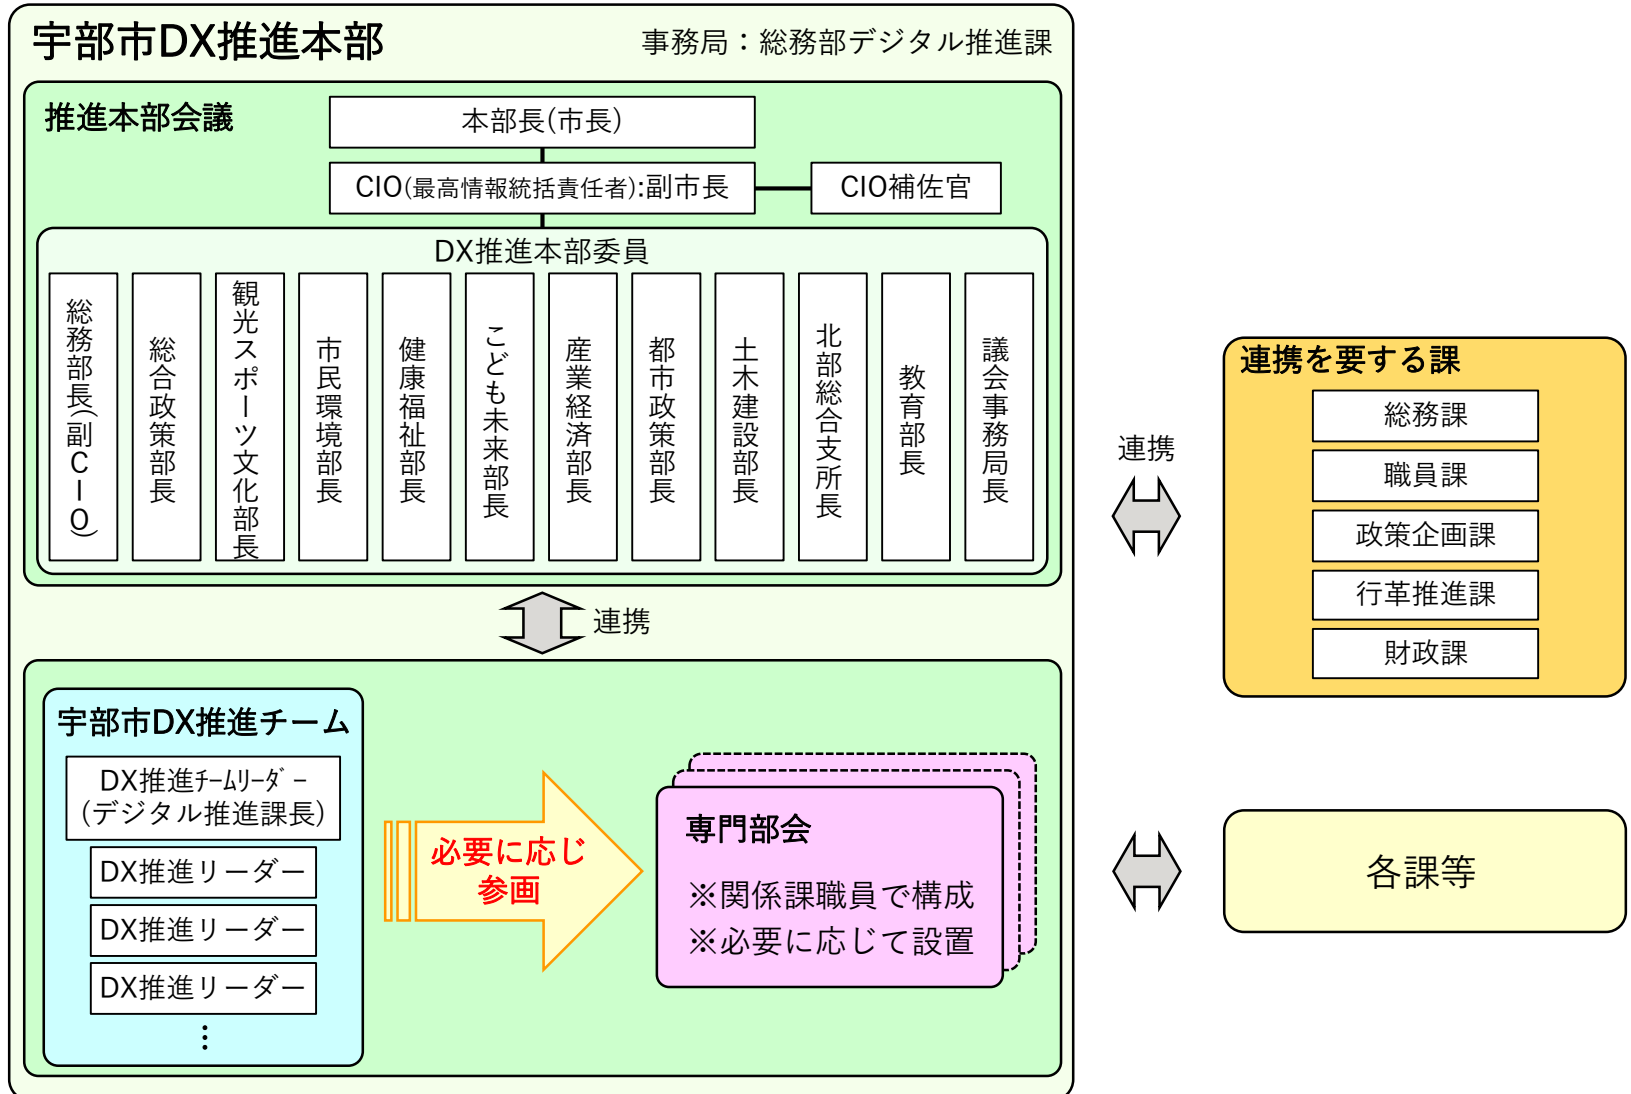 宇部市DX推進本部
事務局：総務部デジタル推進課
推進本部会議
本部長(市長)
CIO(最高情報統括責任者):副市長
CIO補佐官
DX推進本部委員
総務部長(副CIO)
総合政策部長
観光スポーツ文化部長
市民環境部長
健康福祉部長
こども未来部長
産業経済部長
都市政策部長
土木建設部長
北部総合支所長
教育部長
議会事務局長
連携
連携
連携を要する課
総務課
職員課
政策企画課
行革推進課
財政課
宇部市DX推進チーム
DX推進ﾁｰﾑﾘｰﾀﾞｰ
(デジタル推進課長)
DX推進リーダー
DX推進リーダー
DX推進リーダー
⋮
必要に応じ
参画
専門部会
※関係課職員で構成
※必要に応じて設置
各課等